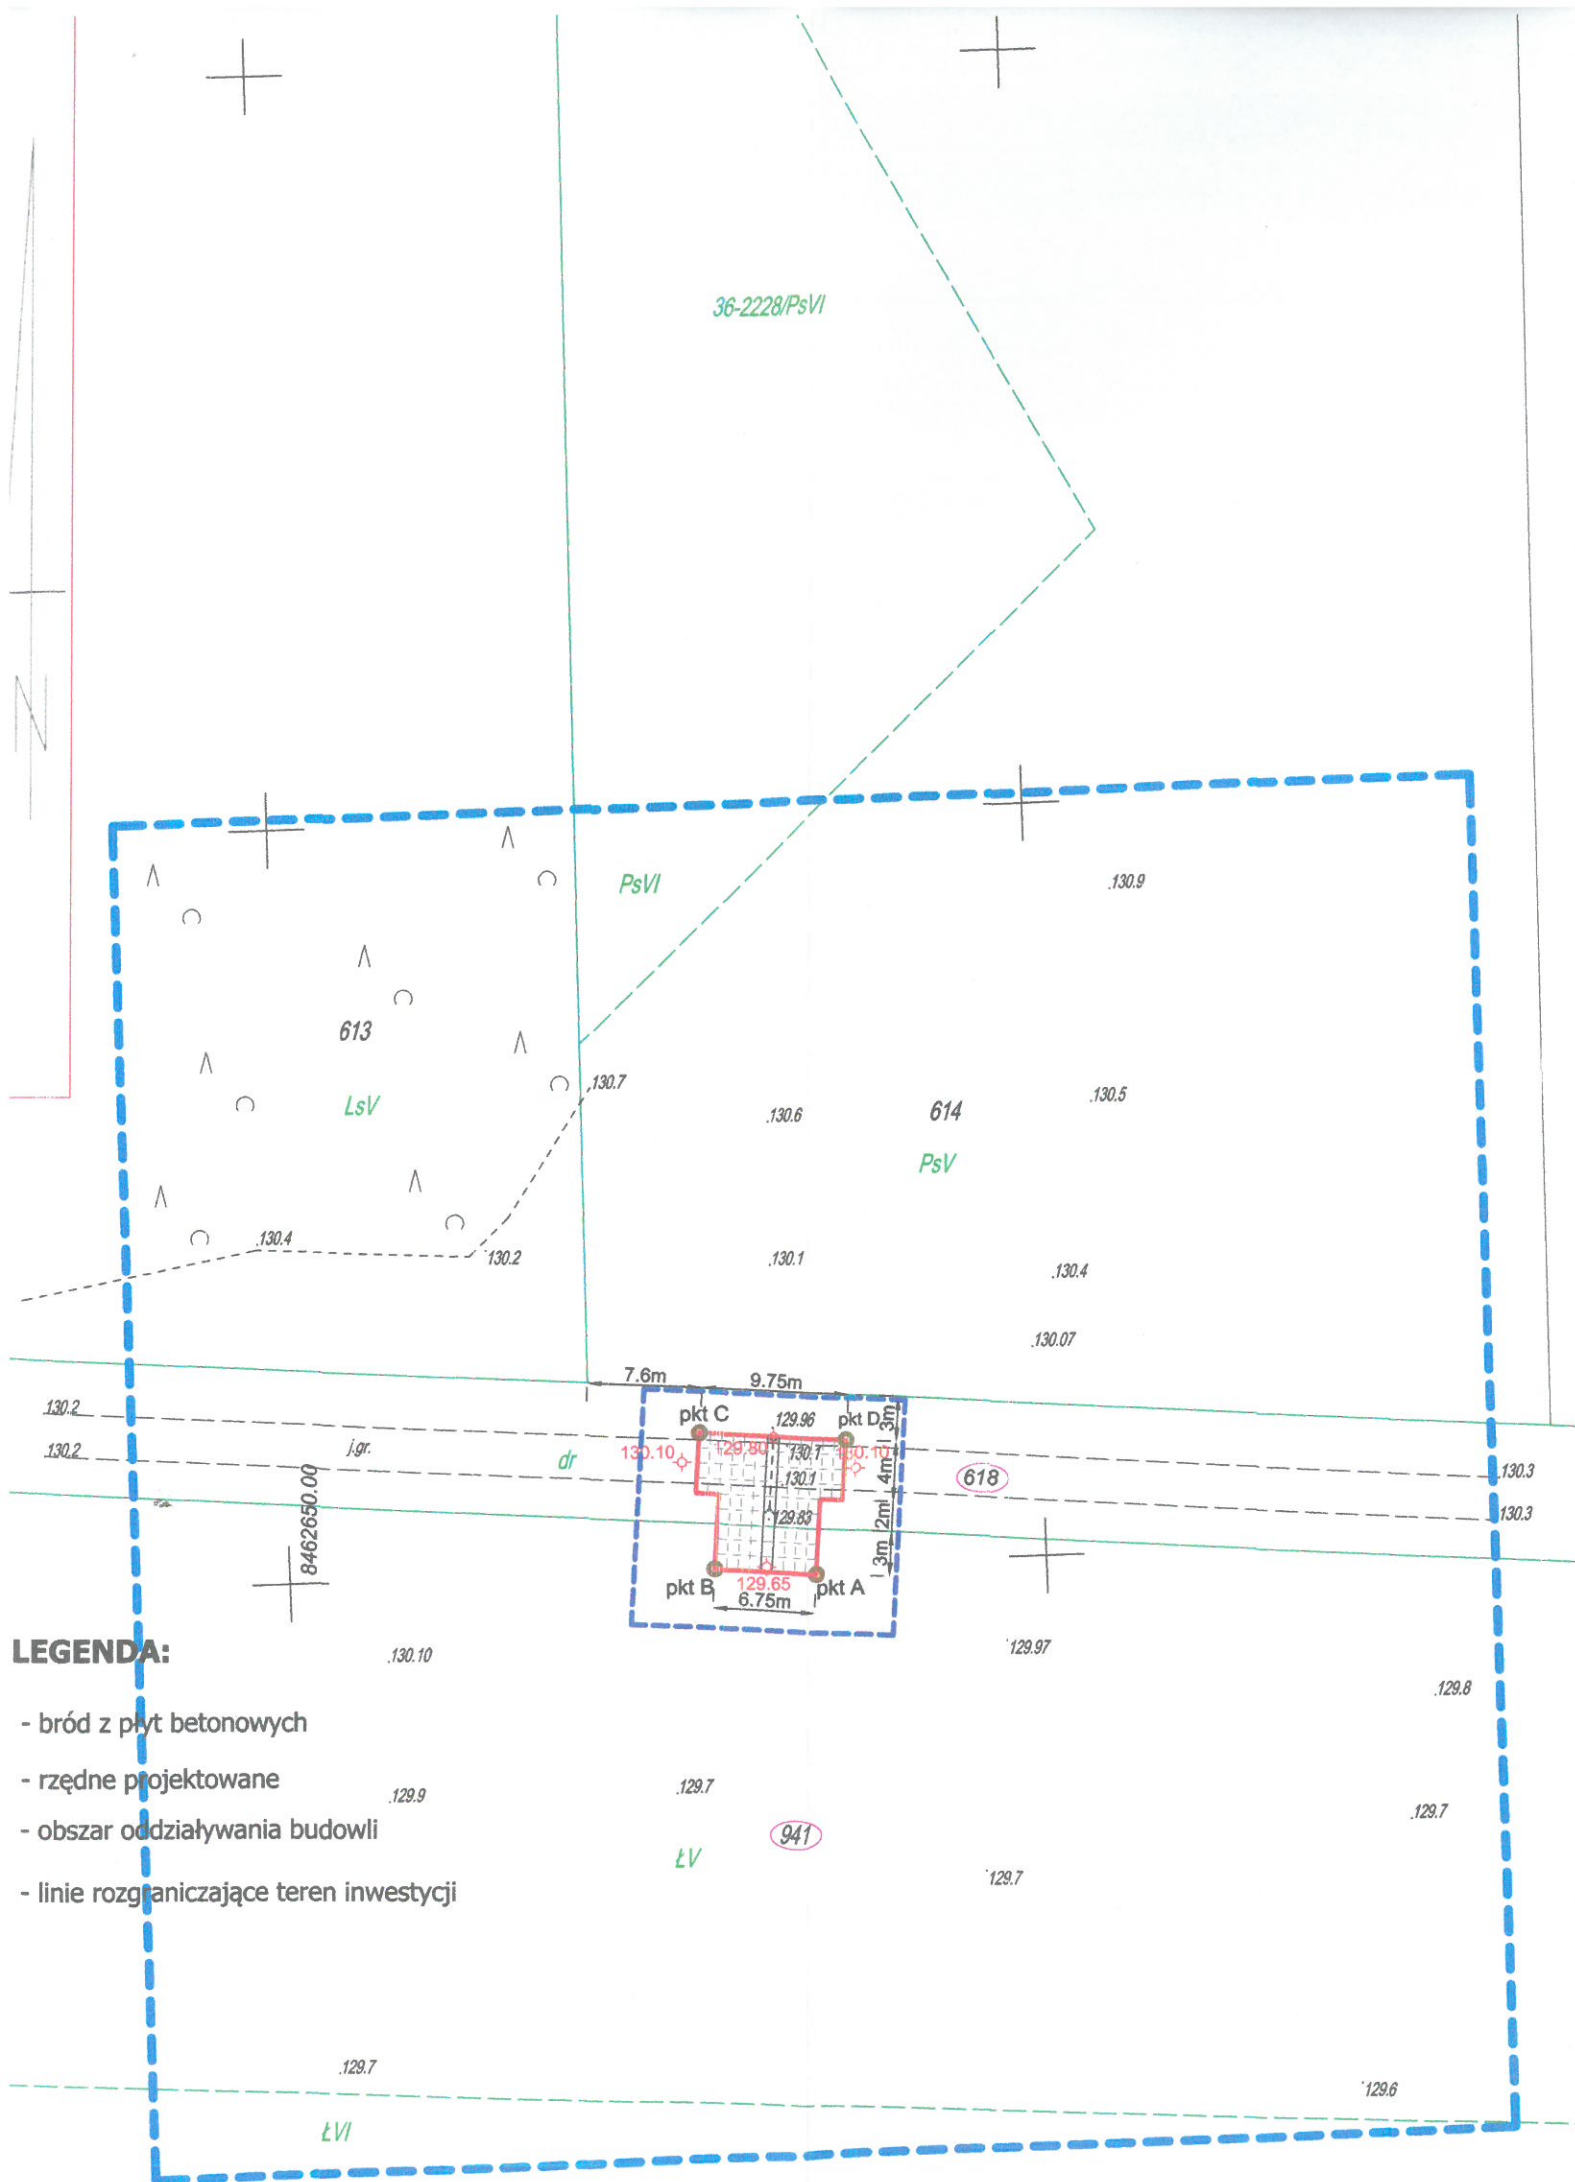 36-2228/PsVI
N
PsVI
.130.9
613
.130.7
LsV
.130.6
614
.130.5
PsV
.130.4
.130.2
.130.1
.130.4
.130.07
7.6m
9.75m
130.2
pkt C
.129.96
pkt D
3m
j.gr.
130.10
129.80
130.1
130.10
130.2
dr
.130.1
4m
618
.130.3
8462650.00
.129.83
2m
.130.3
3m
pkt B
129.65
pkt A
6.75m
LEGENDA:
.130.10
.129.97
.129.8
- bród z płyt betonowych
- rzędne projektowane
.129.9
.129.7
.129.7
- obszar oddziaływania budowli
941
ŁV
.129.7
- linie rozgraniczające teren inwestycji
.129.7
.129.6
ŁVI